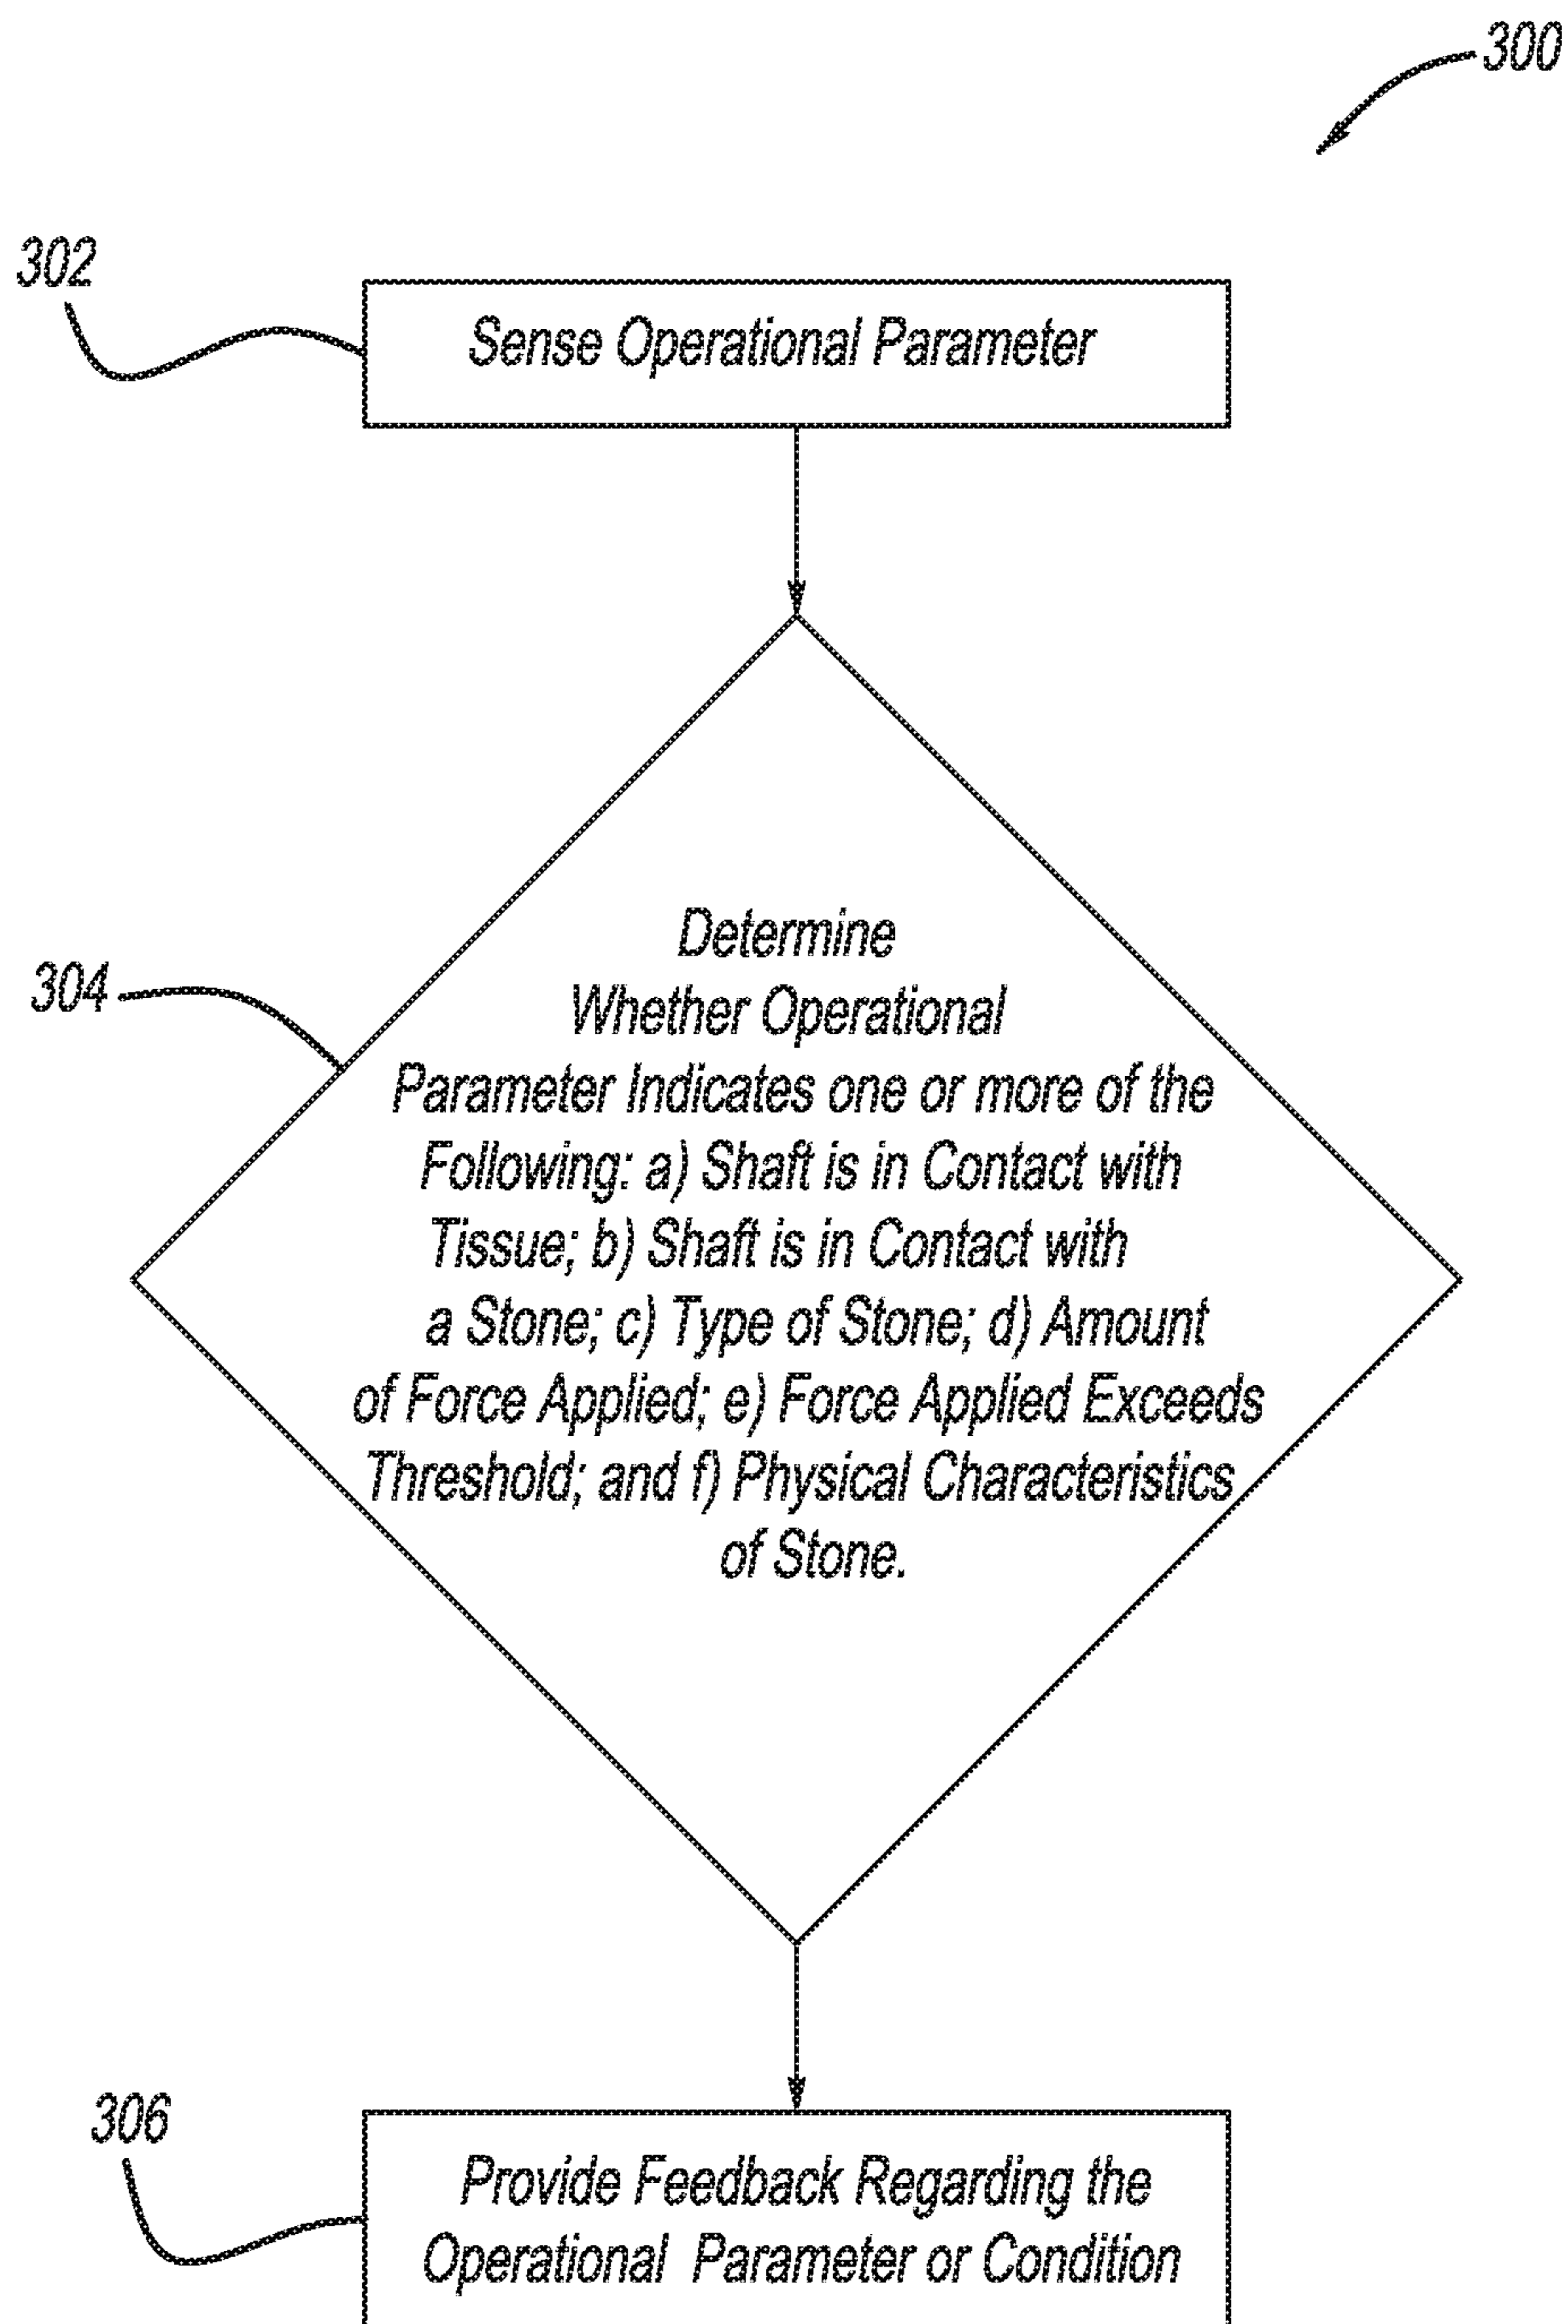 300
302
Sense Operational Parameter
304
Determine
Whether Operational
Parameter Indicates one or more of the
Following: a) Shaft is in Contact with
Tissue; b) Shaft is in Contact with
a Stone; c) Type of Stone; d) Amount
of Force Applied; e) Force Applied Exceeds
Threshold; and f) Physical Characteristics
of Stone.
306
Provide Feedback Regarding the
Operational Parameter or Condition